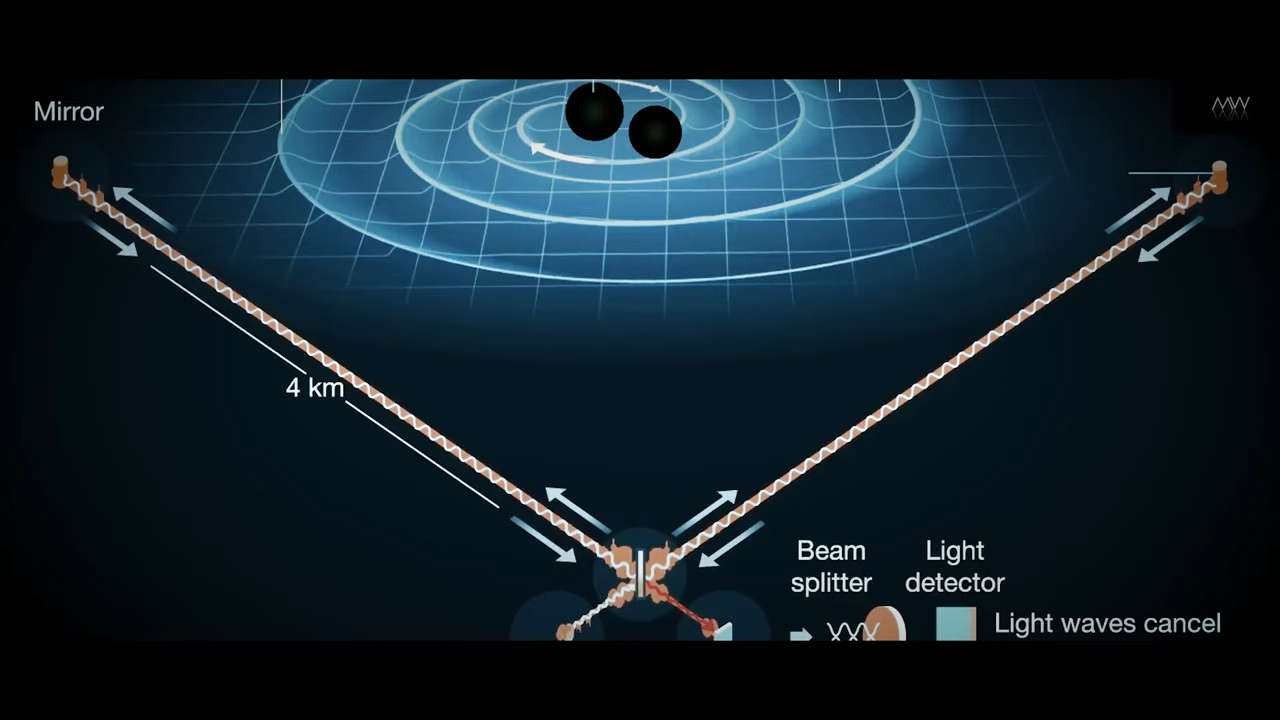 Mirror
4 km
Beam
splitter
Light
detector
Light waves cancel